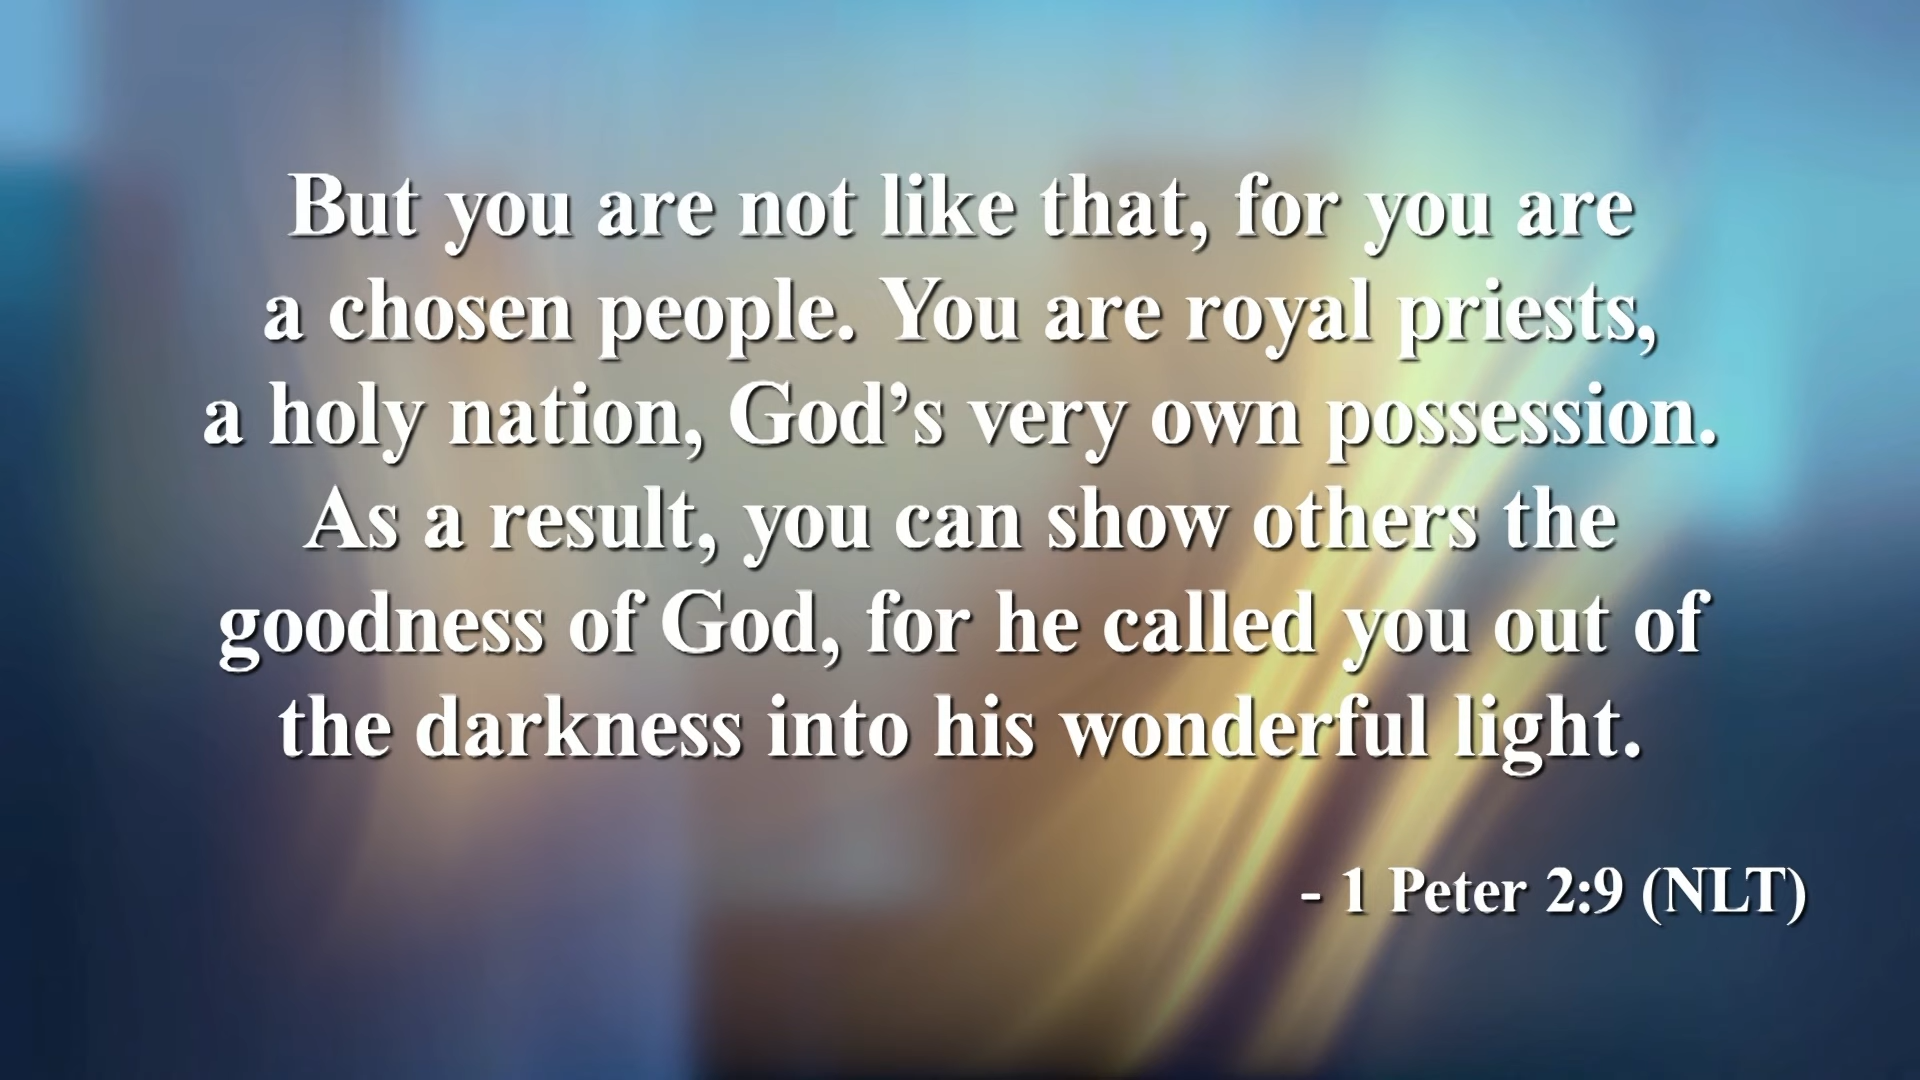 But you are not like that, for you are
a chosen people. You are royal priests,
a holy nation, God’s very own possession.
As a result, you can show others the
goodness of God, for he called you out of
the darkness into his wonderful light.
- 1 Peter 2:9 (NLT)